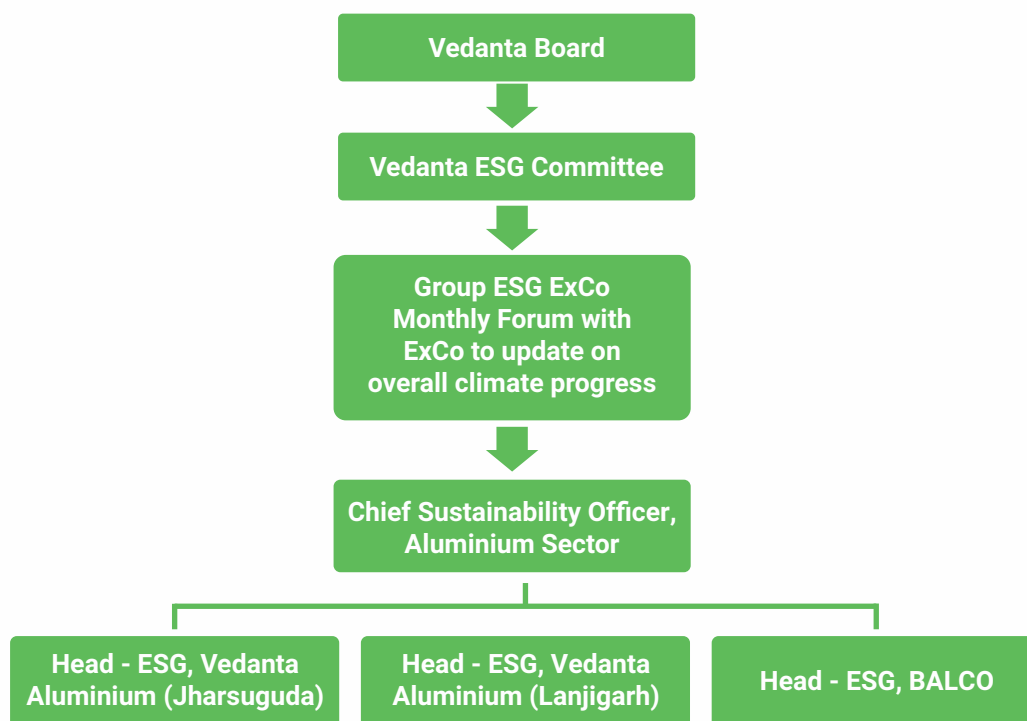 Vedanta Board
Vedanta ESG Committee
Group ESG ExCo
Monthly Forum with
ExCo to update on
overall climate progress
Chief Sustainability Officer,
Aluminium Sector
Head - ESG, Vedanta
Aluminium (Jharsuguda)
Head - ESG, Vedanta
Aluminium (Lanjigarh)
Head - ESG, BALCO